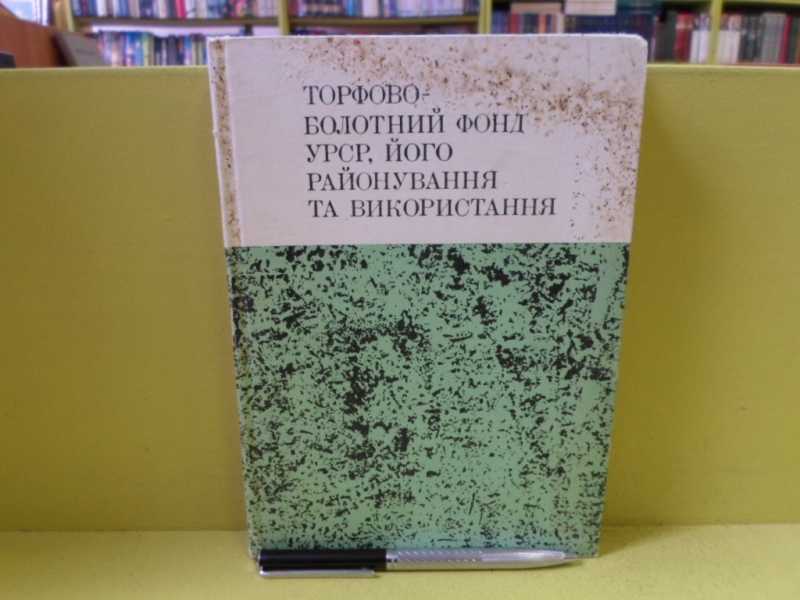 ТОРФОВО-
БОЛОТНИЙ ФОНД
УРСР, ЙОГО
РАЙОНУВАННЯ
ТА ВИКОРИСТАННЯ